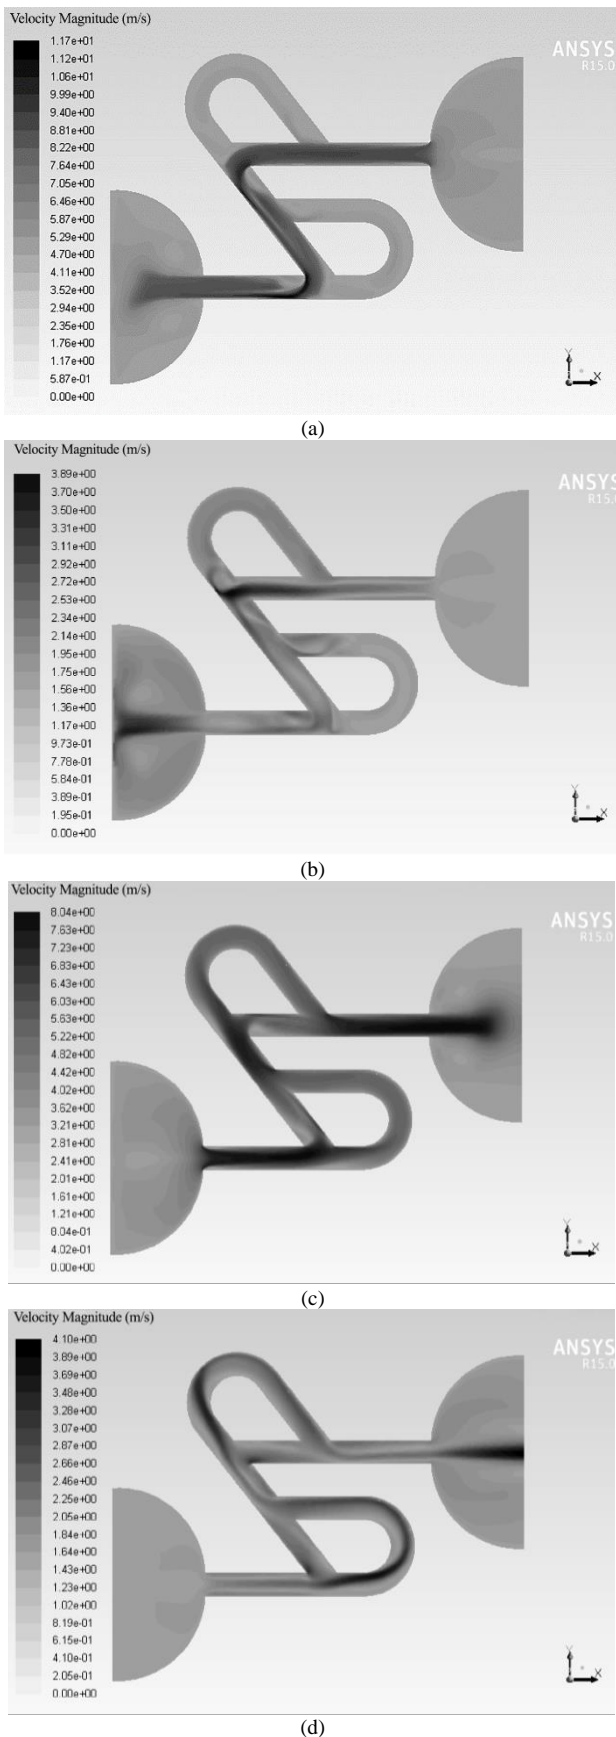 Velocity Magnitude (m/s)
1.17e+01
1.12e+01
1.06e+01
9.99e+00
9.40e+00
8.81e+00
8.22e+00
7.64e+00
7.05e+00
6.46e+00
5.87e+00
5.29e+00
4.70e+00
4.11e+00
3.52e+00
2.94e+00
2.35e+00
1.76e+00
1.17e+00
5.87e-01
0.00e+00
ANSYS
R15.0
Y
X
(a)
Velocity Magnitude (m/s)
3.89e+00
3.70e+00
3.50e+00
3.31e+00
3.11e+00
2.92e+00
2.72e+00
2.53e+00
2.34e+00
2.14e+00
1.95e+00
1.75e+00
1.56e+00
1.36e+00
1.17e+00
9.73e-01
7.78e-01
5.84e-01
3.89e-01
1.95e-01
0.00e+00
ANSYS
R15.0
Y
X
(b)
Velocity Magnitude (m/s)
8.04e+00
7.63e+00
7.23e+00
6.83e+00
6.43e+00
6.03e+00
5.63e+00
5.22e+00
4.82e+00
4.42e+00
4.02e+00
3.62e+00
3.21e+00
2.81e+00
2.41e+00
2.01e+00
1.61e+00
1.21e+00
8.04e-01
4.02e-01
0.00e+00
ANSYS
R15.0
Y
X
(c)
Velocity Magnitude (m/s)
4.10e+00
3.89e+00
3.69e+00
3.48e+00
3.28e+00
3.07e+00
2.87e+00
2.66e+00
2.46e+00
2.25e+00
2.05e+00
1.84e+00
1.64e+00
1.43e+00
1.23e+00
1.02e+00
8.19e-01
6.15e-01
4.10e-01
2.05e-01
0.00e+00
ANSYS
R15.0
Y
X
(d)